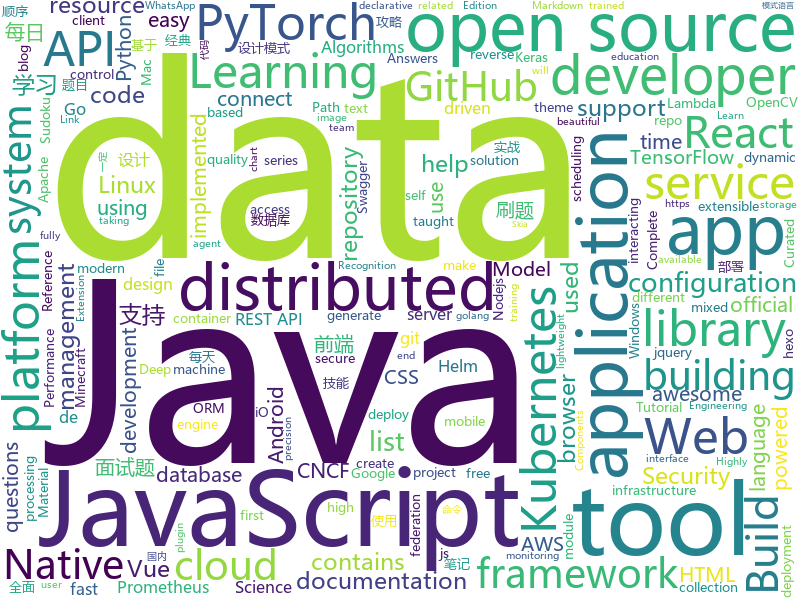 顺序
client
WhatsApp
declarative
related
Edition
Markdown
trained
模式语言
resource
easy
经典
代码
PyTorch
攻略
open source
每日
blog
API
Python
基于
设计模式
Algorithms
reverse
Keras
Answers
will
education
学习
题目
Mac
control
Learning
GitHub
developer
code
Go
Link
connect
based
Path
text
driven
theme
support
Lambda
OpenCV
Sudoku
Apache
一些
设计
implemented
quality
image
team
chart
series
solution
repo
beautiful
Learn
React
system
Linux
using
data
repository
help
time
TensorFlow
dynamic
access
数据库
Swagger
self
taught
use
实战
刷题
scheduling
service
https
storage
extensible
interacting
Complete
fully
taking
agent
Recognition
make
Skia
application
app
available
Curated
部署
platform
Reference
management
file
modern
Extension
design
JavaScript
Java
distributed
Model
used
configuration
official
mixed
different
Windows
container
REST API
generate
server
Nodejs
training
golang
library
hexo
Performance
Minecraft
支持
development
每天
前端
secure
git
end
Kubernetes
lightweight
building
jquery
de
Deep
machine
技能
CSS
Helm
browser
awesome
Tutorial
Engineering
Android
ORM
iO
precision
deploy
mobile
list
Components
Web
language
powered
questions
processing
Material
面试题
engine
CNCF
create
project
free
tool
Build
interface
Highly
Security
database
Google
infrastructure
Native
Vue
国内
cloud
contains
high
使用
federation
命令
framework
AWS
module
HTML
deployment
全面
user
fast
plugin
Prometheus
Science
first
documentation
js
笔记
monitoring
collection